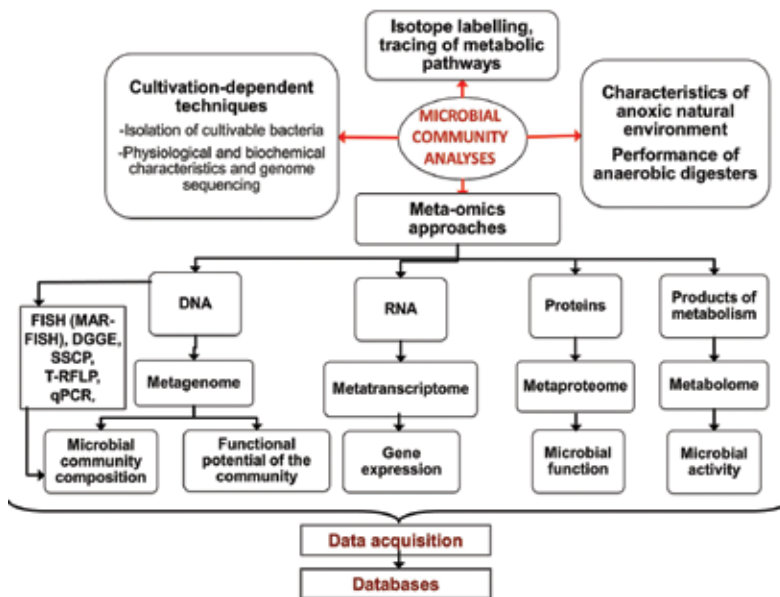 Isotope labelling,
tracing of metabolic
pathways
Cultivation-dependent
techniques
-Isolation of cultivable bacteria
-Physiological and biochemical
characteristics and genome
sequencing
MICROBIAL
COMMUNITY
ANALYSES
Characteristics of
anoxic natural
environment
Performance of
anaerobic digesters
Meta-omics
approaches
FISH (MAR-
FISH), DGGE,
SSCP,
T-RFLP,
qPCR,
DNA
RNA
Proteins
Products of
metabolism
Metagenome
Metatranscriptome
Metaproteome
Metabolome
Microbial
community
composition
Functional
potential of the
community
Gene
expression
Microbial
function
Microbial
activity
Data acquisition
Databases